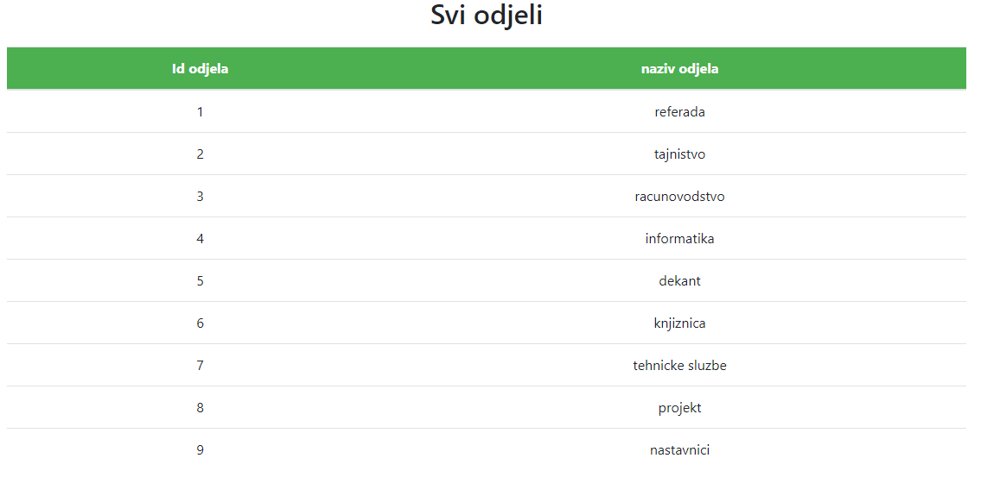 Svi odjeli
Id odjela naziv odjela
1 referada
2 tajnistvo
3 racunovodstvo
4 informatika
5 dekant
6 knjiznica
7 tehnicke sluzbe
8 projekt
9 nastavnici